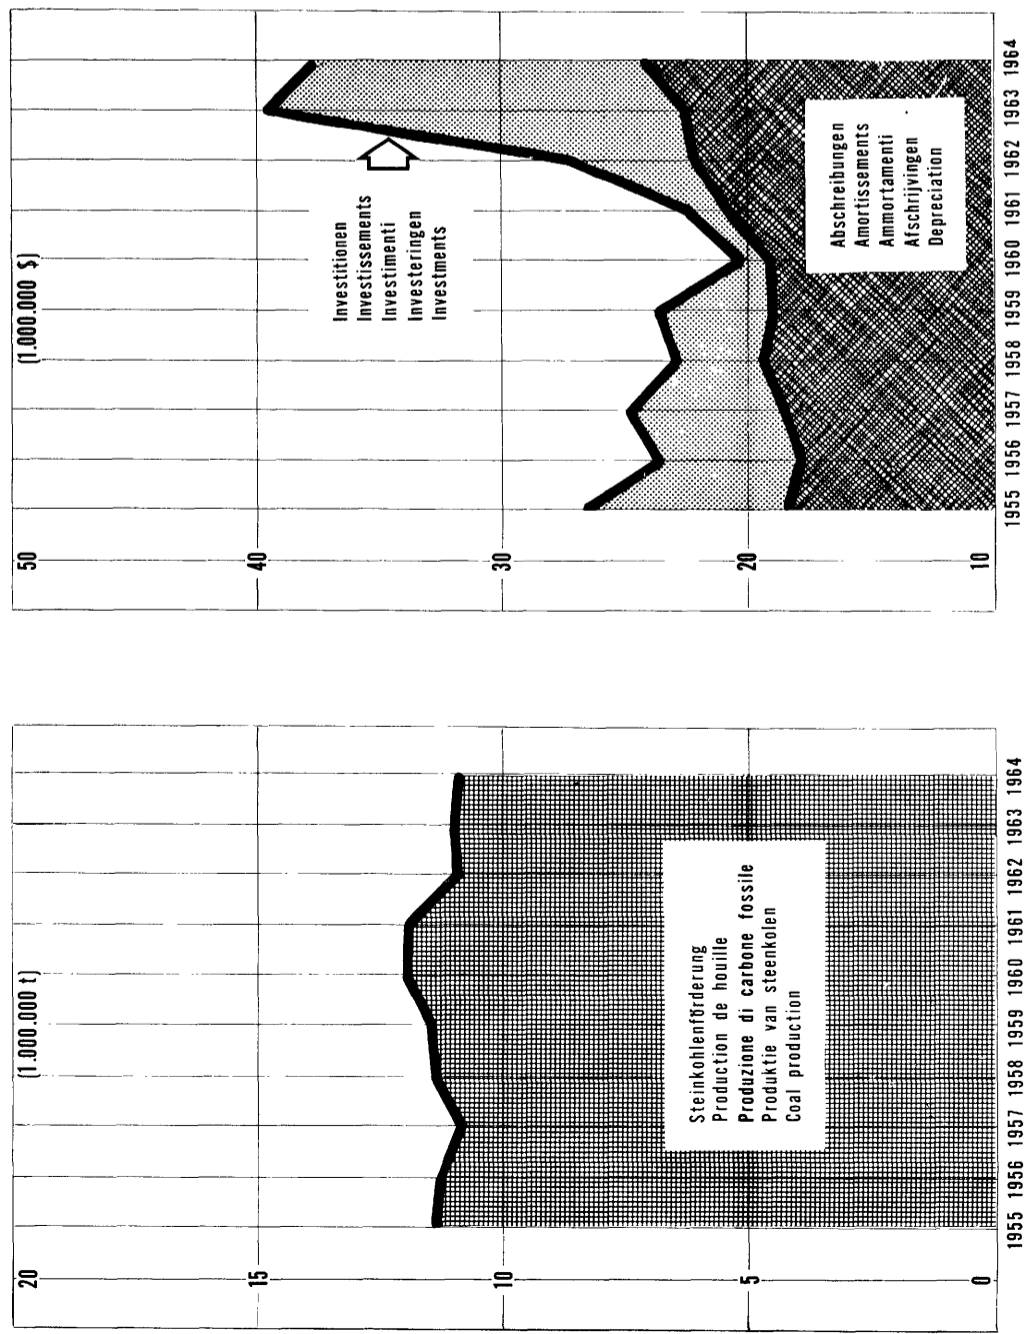 (1.000.000 t)
20
15
10
5
0
Steinkohlenförderung
Production de houille
Produzione di carbone fossile
Produktie van steenkolen
Coal production
1955 1956 1957 1958 1959 1960 1961 1962 1963 1964
(1.000.000 $)
50
40
30
20
10
Investitionen
Investissements
Investimenti
Investeringen
Investments
Abschreibungen
Amortissements
Ammortamenti
Afschrijvingen
Depreciation
1955 1956 1957 1958 1959 1960 1961 1962 1963 1964